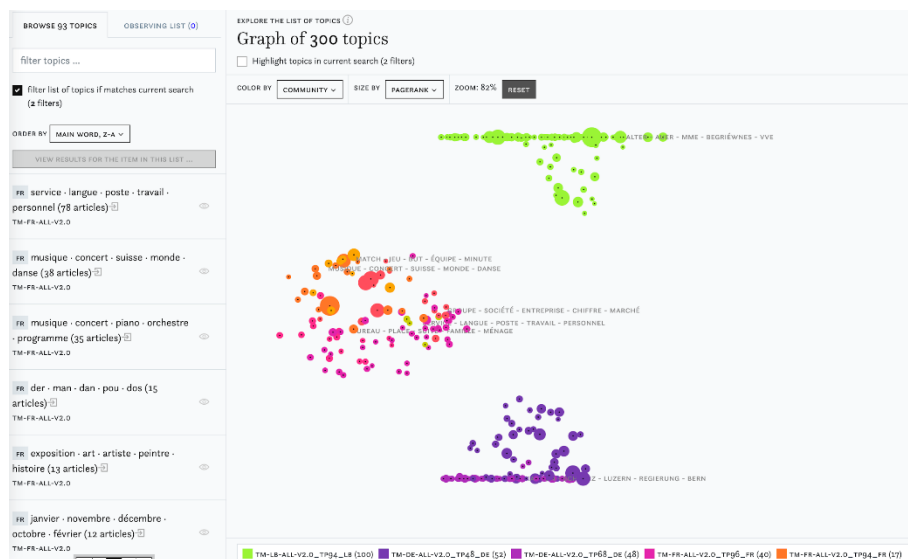 BROWSE 93 TOPICS
OBSERVING LIST (0)
filter topics ...
filter list of topics if matches current search
(2 filters)
ORDER BY MAIN WORD, Z-A
VIEW RESULTS FOR THE ITEM IN THIS LIST ...
FR service · langue · poste · travail ·
personnel (78 articles)
TM-FR-ALL-V2.0
FR musique · concert · suisse · monde ·
danse (38 articles)
TM-FR-ALL-V2.0
FR musique · concert · piano · orchestre
· programme (35 articles)
TM-FR-ALL-V2.0
FR der · man · dan · pou · dos (15
articles)
TM-FR-ALL-V2.0
FR exposition · art · artiste · peintre ·
histoire (13 articles)
TM-FR-ALL-V2.0
FR janvier · novembre · décembre ·
octobre · février (12 articles)
TM-FR-ALL-V2.0
EXPLORE THE LIST OF TOPICS
Graph of 300 topics
Highlight topics in current search (2 filters)
COLOR BY COMMUNITY SIZE BY PAGERANK ZOOM: 82% RESET
- MME - BEGRIÉWNES - VVE
MATCH - JEU - BUT - ÉQUIPE - MINUTE
MUSIQUE - CONCERT - SUISSE - MONDE - DANSE
- SOCIÉTÉ - ENTREPRISE - CHIFFRE - MARCHÉ
- LANGUE - POSTE - TRAVAIL - PERSONNEL
- PLACE - - MÉNAGE
- LUZERN - REGIERUNG - BERN
TM-LB-ALL-V2.0_TP94_LB (100) TM-DE-ALL-V2.0_TP48_DE (52) TM-DE-ALL-V2.0_TP68_DE (48) TM-FR-ALL-V2.0_TP96_FR (40) TM-FR-ALL-V2.0_TP94_FR (17)